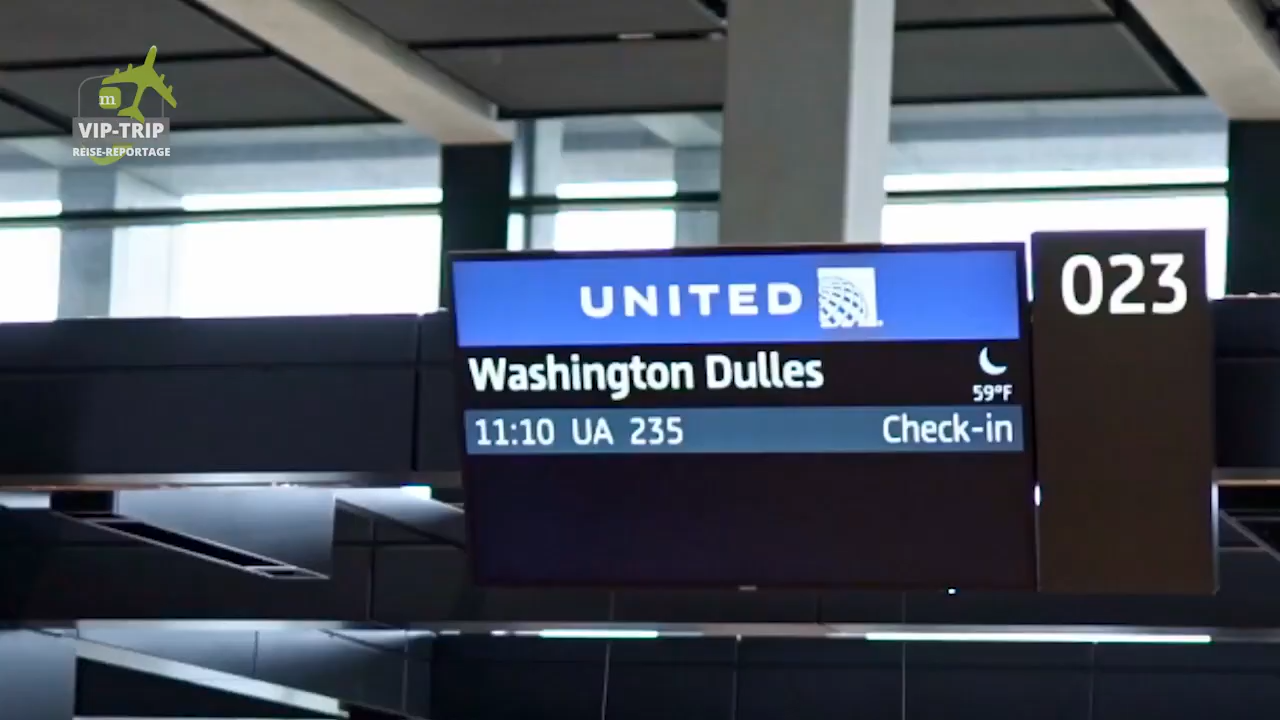 m
VIP-TRIP
REISE-REPORTAGE
UNITED
023
Washington Dulles
59°F
11:10 UA 235 Check-in